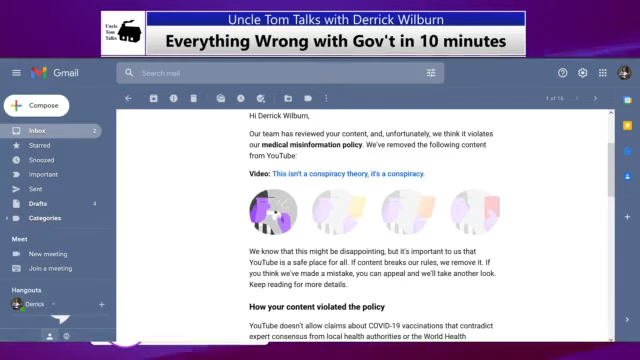 Uncle Tom Talks with Derrick Wilburn
Uncle
Tom
Talks
Everything Wrong with Gov't in 10 minutes
Gmail
Search mail
Compose
1 of 15
Inbox 2
Starred
Snoozed
Important
Sent
Drafts 4
Categories
Meet
New meeting
Join a meeting
Hangouts
Derrick
Hi Derrick Wilburn,
Our team has reviewed your content, and, unfortunately, we think it violates
our medical misinformation policy. We've removed the following content
from YouTube:
Video: This isn't a conspiracy theory, it's a conspiracy.
We know that this might be disappointing, but it's important to us that
YouTube is a safe place for all. If content breaks our rules, we remove it. If
you think we've made a mistake, you can appeal and we'll take another look.
Keep reading for more details.
How your content violated the policy
YouTube doesn't allow claims about COVID-19 vaccinations that contradict
expert consensus from local health authorities or the World Health